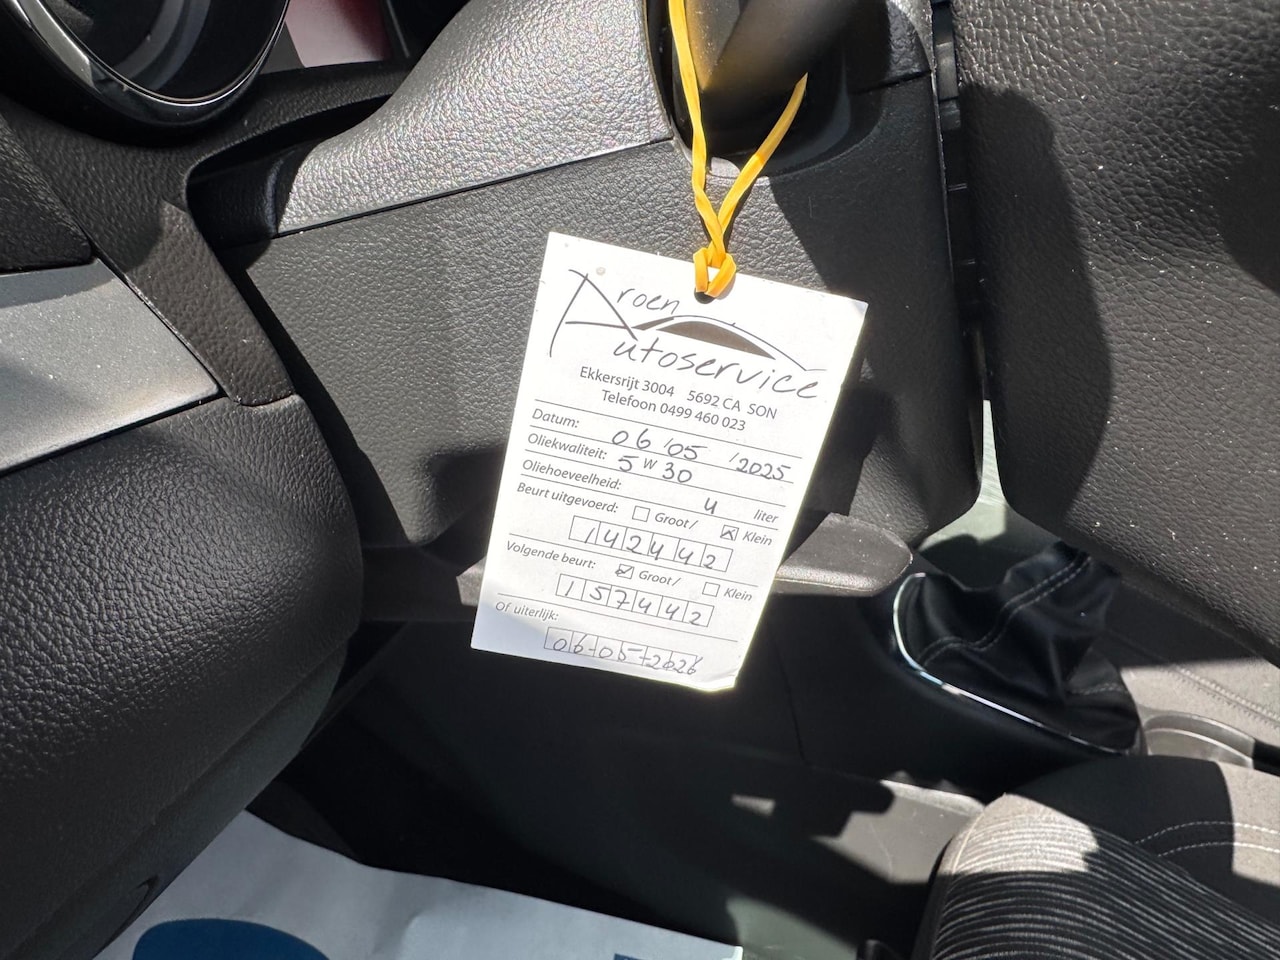 Aroen
Autoservice
Ekkersrijt 3004 5692 CA SON
Telefoon 0499 460 023
Datum: 06/05/2025
Oliekwaliteit: 5W30
Oliehoeveelheid: 4 liter
Beurt uitgevoerd: Groot/ Klein
142442
Volgende beurt: Groot/ Klein
157442
Of uiterlijk:
06-05-2026